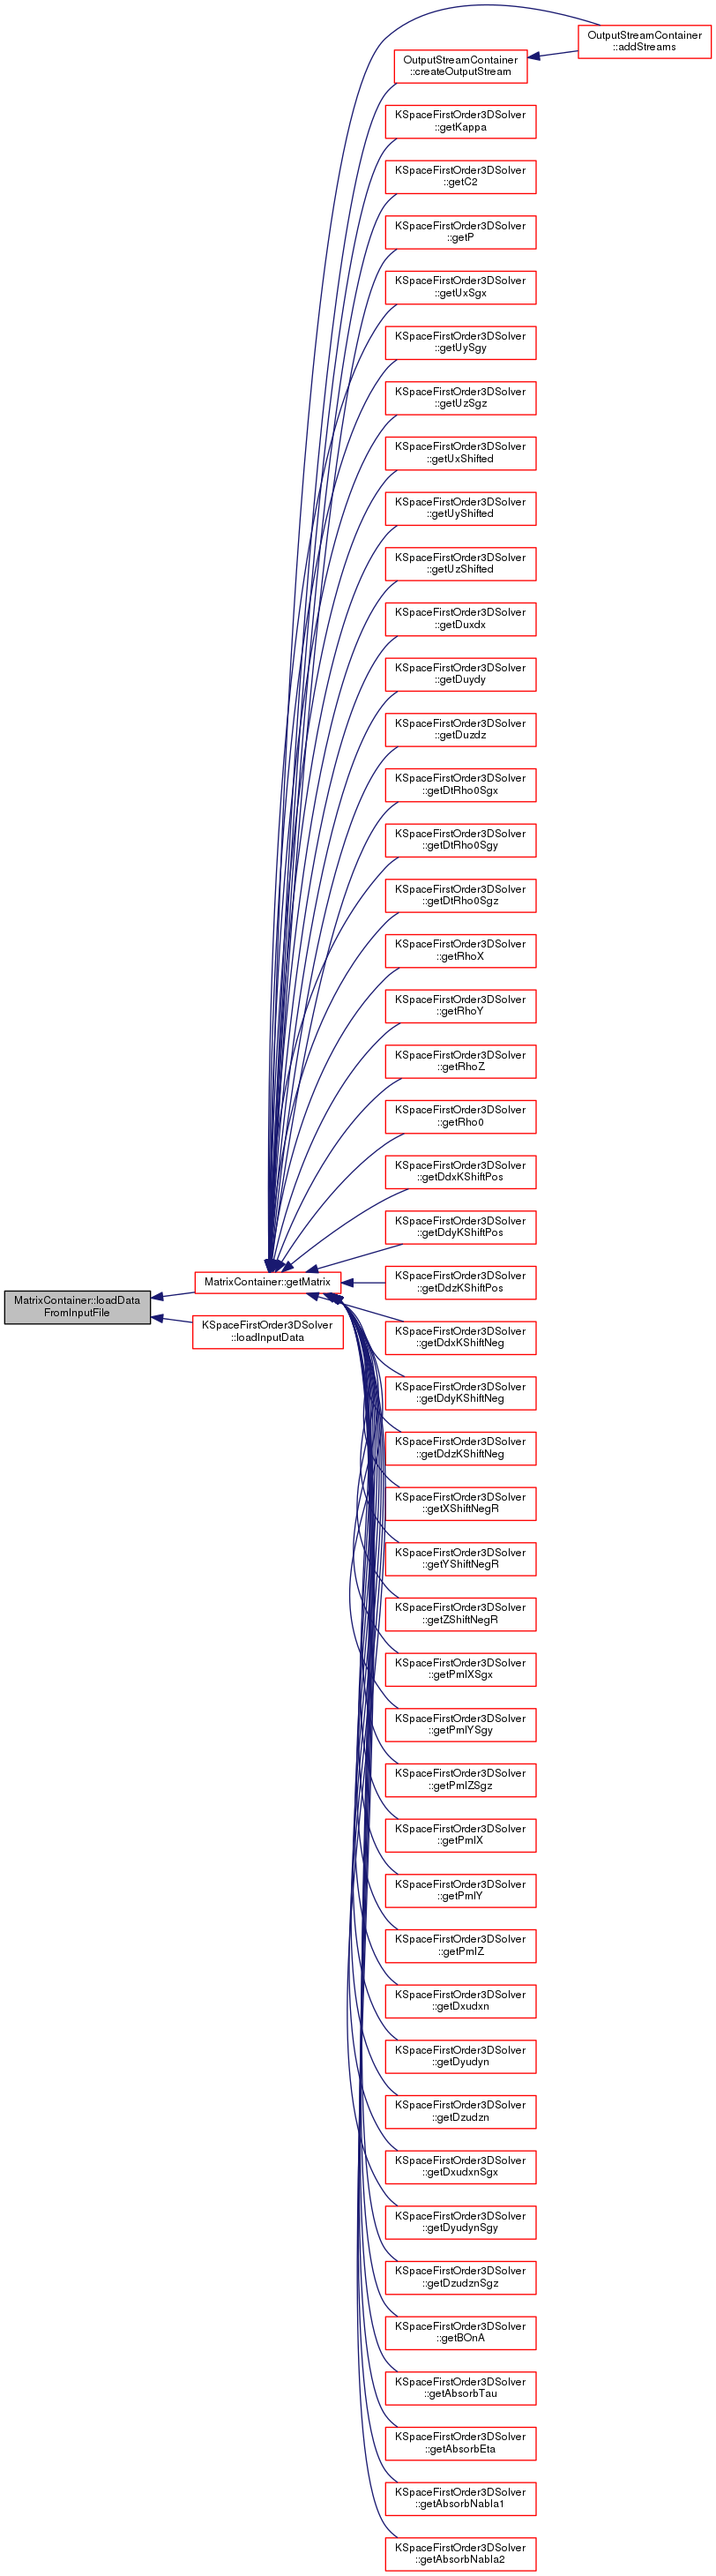 OutputStreamContainer
::addStreams
OutputStreamContainer
::createOutputStream
KSpaceFirstOrder3DSolver
::getKappa
KSpaceFirstOrder3DSolver
::getC2
KSpaceFirstOrder3DSolver
::getP
KSpaceFirstOrder3DSolver
::getUxSgx
KSpaceFirstOrder3DSolver
::getUySgy
KSpaceFirstOrder3DSolver
::getUzSgz
KSpaceFirstOrder3DSolver
::getUxShifted
KSpaceFirstOrder3DSolver
::getUyShifted
KSpaceFirstOrder3DSolver
::getUzShifted
KSpaceFirstOrder3DSolver
::getDuxdx
KSpaceFirstOrder3DSolver
::getDuydy
KSpaceFirstOrder3DSolver
::getDuzdz
KSpaceFirstOrder3DSolver
::getDtRho0Sgx
KSpaceFirstOrder3DSolver
::getDtRho0Sgy
KSpaceFirstOrder3DSolver
::getDtRho0Sgz
KSpaceFirstOrder3DSolver
::getRhoX
KSpaceFirstOrder3DSolver
::getRhoY
KSpaceFirstOrder3DSolver
::getRhoZ
KSpaceFirstOrder3DSolver
::getRho0
KSpaceFirstOrder3DSolver
::getDdxKShiftPos
KSpaceFirstOrder3DSolver
::getDdyKShiftPos
MatrixContainer::getMatrix
KSpaceFirstOrder3DSolver
::getDdzKShiftPos
MatrixContainer::loadData
FromInputFile
KSpaceFirstOrder3DSolver
::loadInputData
KSpaceFirstOrder3DSolver
::getDdxKShiftNeg
KSpaceFirstOrder3DSolver
::getDdyKShiftNeg
KSpaceFirstOrder3DSolver
::getDdzKShiftNeg
KSpaceFirstOrder3DSolver
::getXShiftNegR
KSpaceFirstOrder3DSolver
::getYShiftNegR
KSpaceFirstOrder3DSolver
::getZShiftNegR
KSpaceFirstOrder3DSolver
::getPmlXSgx
KSpaceFirstOrder3DSolver
::getPmlYSgy
KSpaceFirstOrder3DSolver
::getPmlZSgz
KSpaceFirstOrder3DSolver
::getPmlX
KSpaceFirstOrder3DSolver
::getPmlY
KSpaceFirstOrder3DSolver
::getPmlZ
KSpaceFirstOrder3DSolver
::getDxudxn
KSpaceFirstOrder3DSolver
::getDyudyn
KSpaceFirstOrder3DSolver
::getDzudzn
KSpaceFirstOrder3DSolver
::getDxudxnSgx
KSpaceFirstOrder3DSolver
::getDyudynSgy
KSpaceFirstOrder3DSolver
::getDzudznSgz
KSpaceFirstOrder3DSolver
::getBOnA
KSpaceFirstOrder3DSolver
::getAbsorbTau
KSpaceFirstOrder3DSolver
::getAbsorbEta
KSpaceFirstOrder3DSolver
::getAbsorbNabla1
KSpaceFirstOrder3DSolver
::getAbsorbNabla2